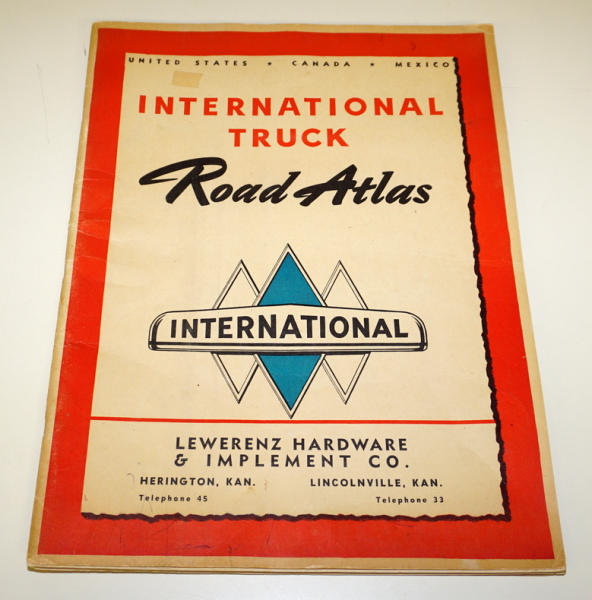 UNITED STATES ★ CANADA ★ MEXICO
INTERNATIONAL
TRUCK
Road Atlas
INTERNATIONAL
LEWERENZ HARDWARE
& IMPLEMENT CO.
HERINGTON, KAN. LINCOLNVILLE, KAN.
Telephone 45 Telephone 33